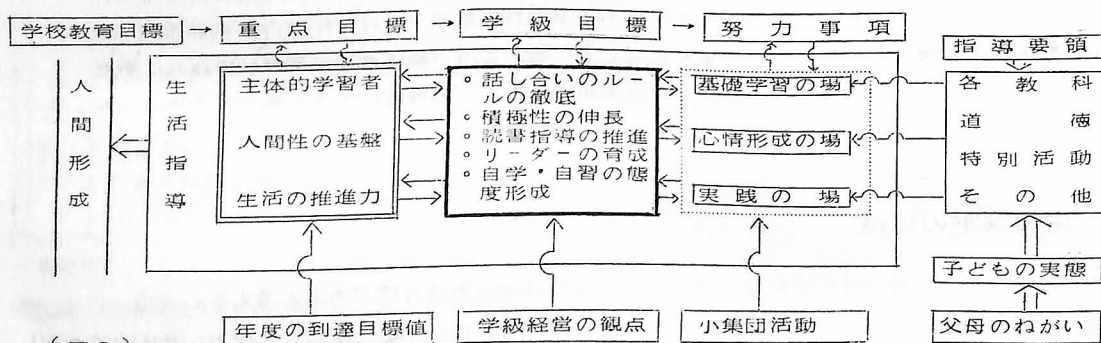 学校教育目標
重点目標
学級目標
努力事項
指導要領
人間形成
生活指導
主体的学習者
人間性の基盤
生活の推進力
○話し合いのルー
ルの徹底
○積極性の伸長
○読書指導の推進
○リーダーの育成
○自学・自習の態
度形成
基礎学習の場
心情形成の場
実践の場
各教科
道徳
特別活動
その他
子どもの実態
父母のねがい
年度の到達目標値
学級経営の観点
小集団活動